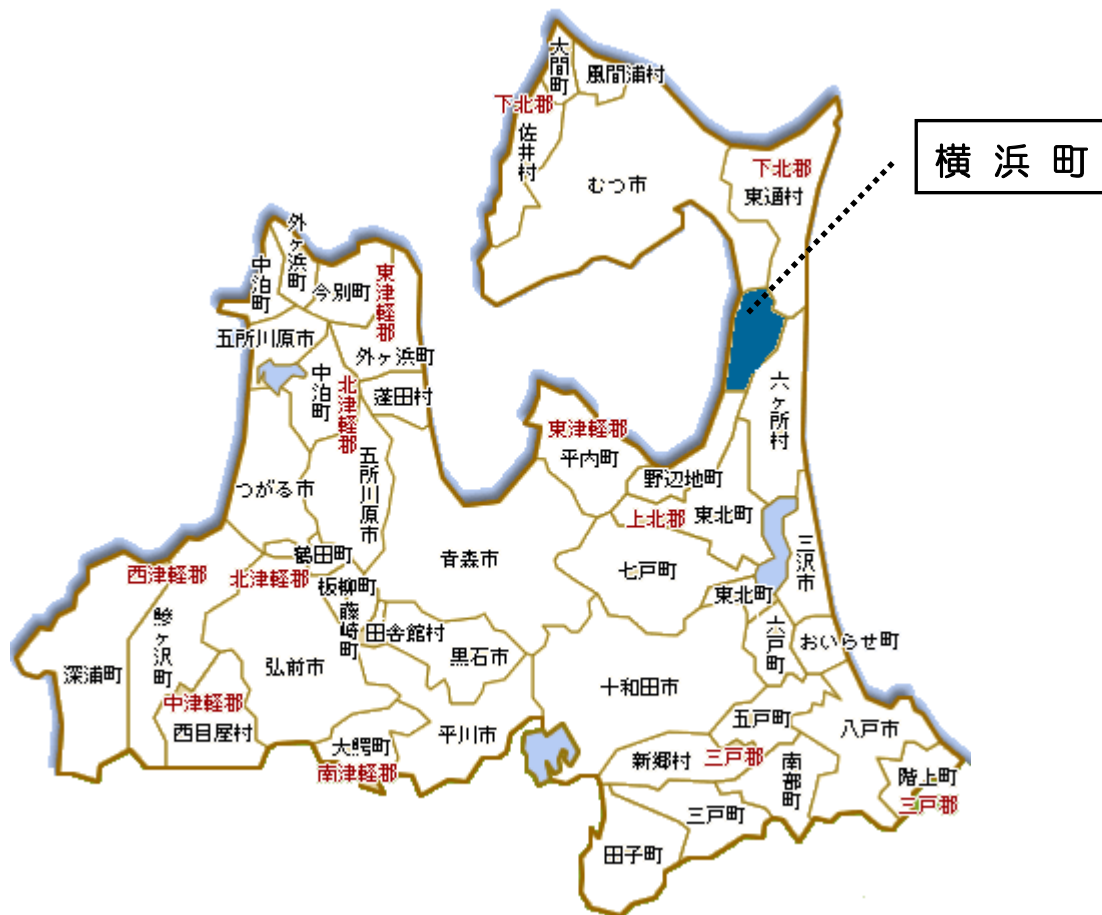 大間町
風間浦村
下北郡
佐井村
むつ市
下北郡
東通村
横浜町
外ヶ浜町
中泊町
今別町
東津軽郡
五所川原市
外ヶ浜町
中泊町
北津軽郡
蓬田村
六ヶ所村
東津軽郡
平内町
野辺地町
五所川原市
つがる市
上北郡
東北町
青森市
三沢市
鶴田町
西津軽郡
北津軽郡
板柳町
七戸町
東北町
藤崎町
田舎館村
六戸町
おいらせ町
鰺ヶ沢町
黒石市
弘前市
深浦町
十和田市
中津軽郡
西目屋村
五戸町
八戸市
平川市
大鰐町
南津軽郡
新郷村
三戸郡
南部町
階上町
三戸郡
三戸町
田子町